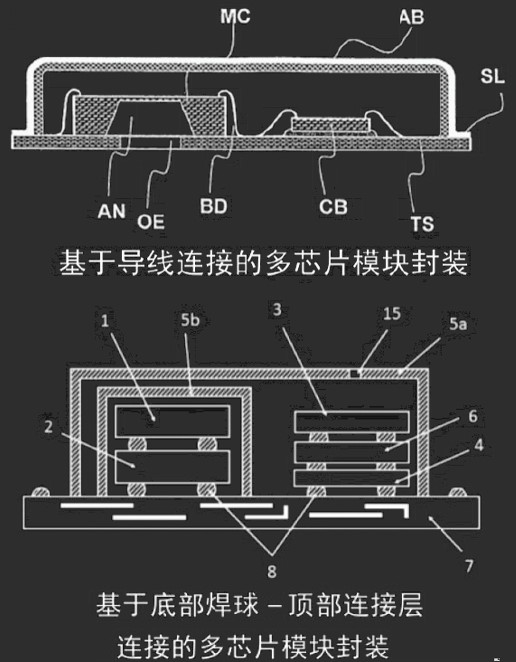 MC
AB
SL
AN
OE
BD
CB
TS
基于导线连接的多芯片模块封装
1
5b
3
15
5a
2
6
4
8
7
基于底部焊球－顶部连接层
连接的多芯片模块封装